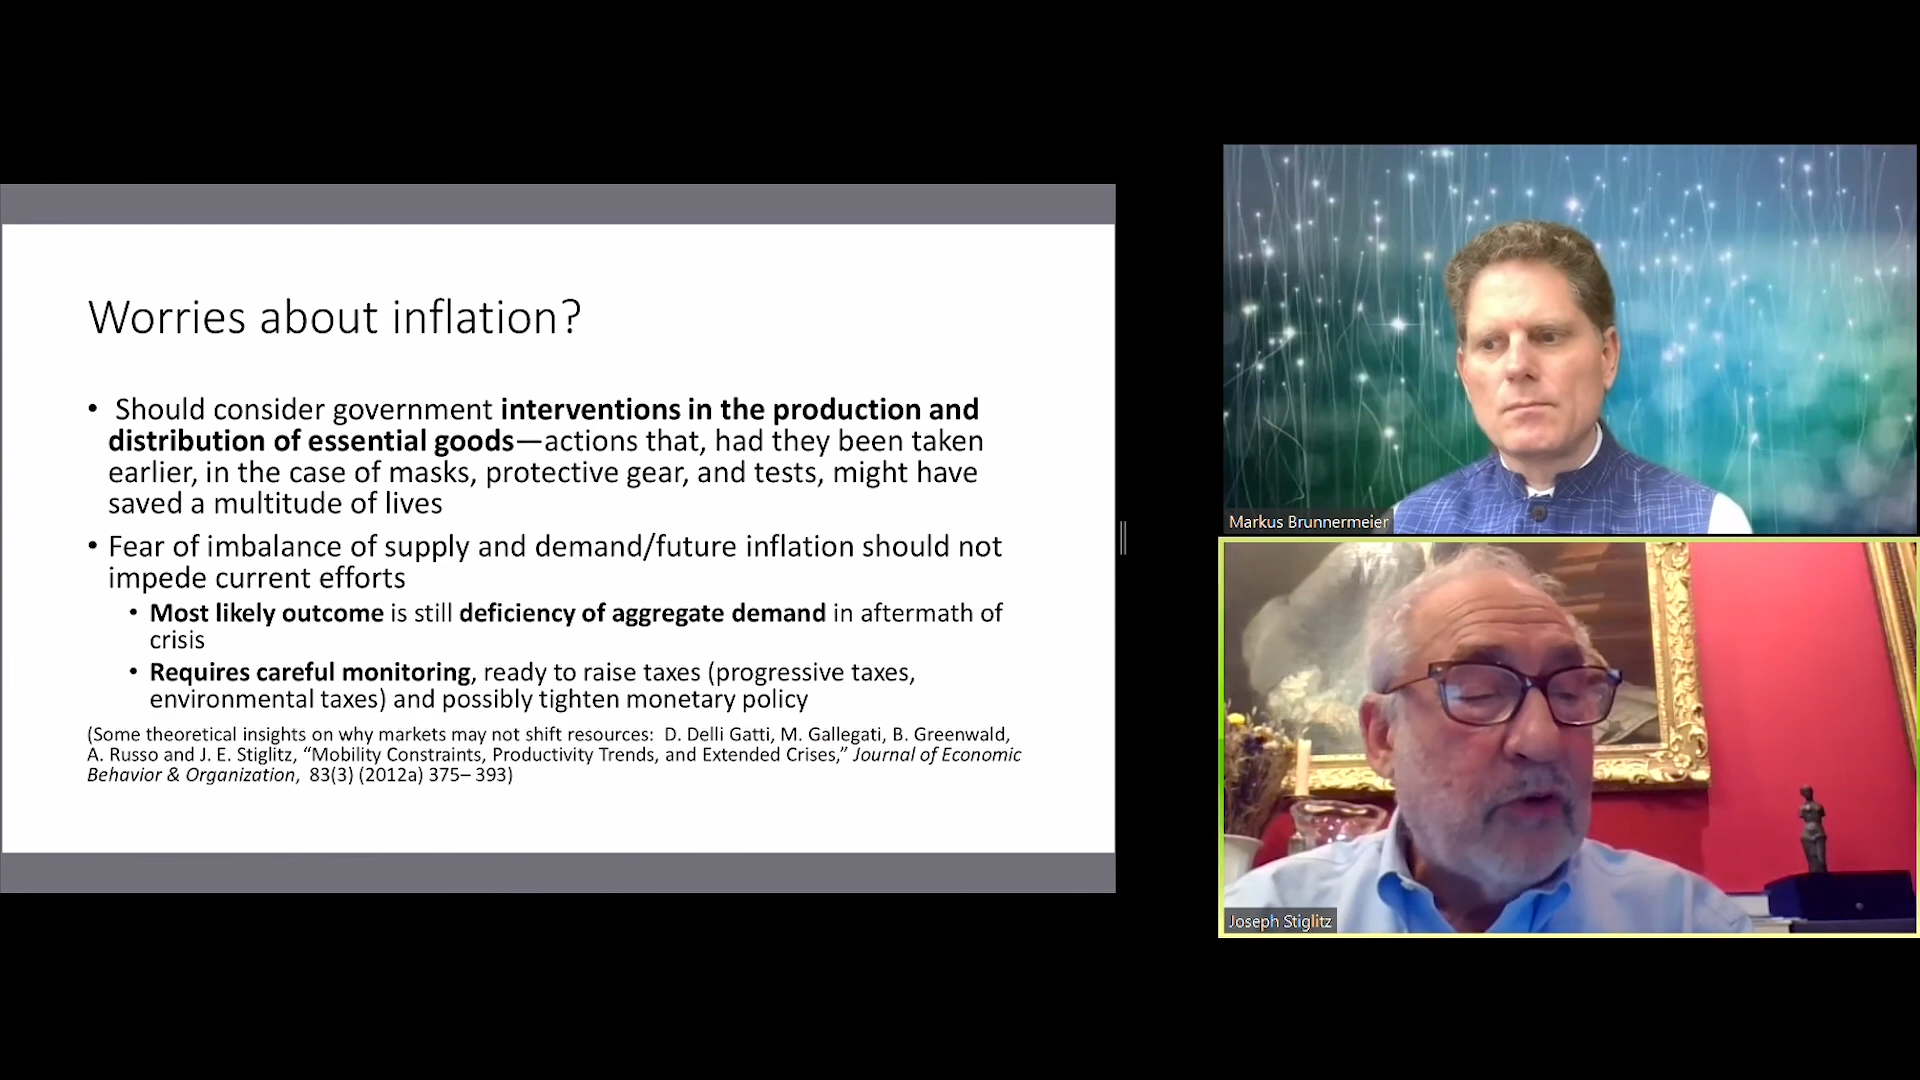 Worries about inflation?
• Should consider government interventions in the production and
distribution of essential goods—actions that, had they been taken
earlier, in the case of masks, protective gear, and tests, might have
saved a multitude of lives
• Fear of imbalance of supply and demand/future inflation should not
impede current efforts
• Most likely outcome is still deficiency of aggregate demand in aftermath of
crisis
• Requires careful monitoring, ready to raise taxes (progressive taxes,
environmental taxes) and possibly tighten monetary policy
(Some theoretical insights on why markets may not shift resources: D. Delli Gatti, M. Gallegati, B. Greenwald,
A. Russo and J. E. Stiglitz, “Mobility Constraints, Productivity Trends, and Extended Crises,” Journal of Economic
Behavior & Organization, 83(3) (2012a) 375– 393)
Markus Brunnermeier
Joseph Stiglitz